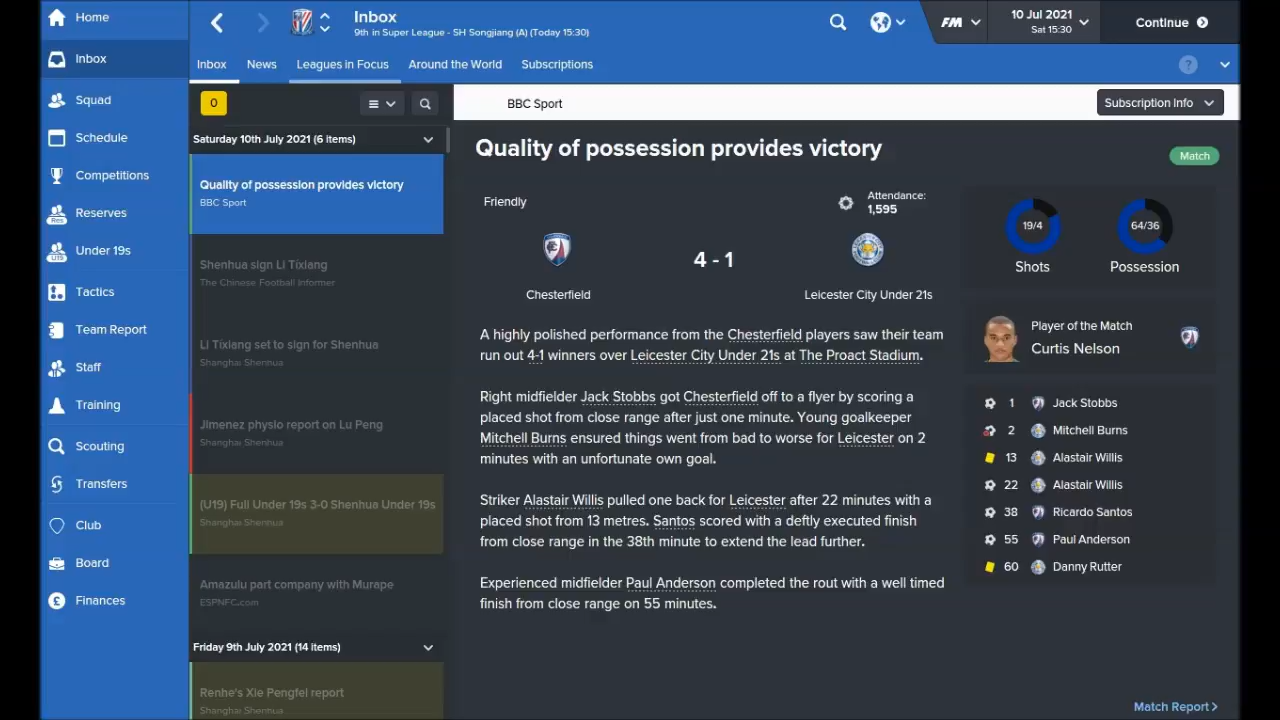 Home
Inbox
Squad
Schedule
Competitions
Reserves
Under 19s
Tactics
Team Report
Staff
Training
Scouting
Transfers
Club
Board
Finances
Inbox
9th in Super League - SH Songjiang (A) (Today 15:30)
FM
10 Jul 2021
Sat 15:30
Continue
Inbox News Leagues in Focus Around the World Subscriptions
?
0
Saturday 10th July 2021 (6 items)
Quality of possession provides victory
BBC Sport
Shenhua sign Li Tixiang
The Chinese Football Informer
Li Tixiang set to sign for Shenhua
Shanghai Shenhua
Jimenez physio report on Lu Peng
Shanghai Shenhua
(U19) Full Under 19s 3-0 Shenhua Under 19s
Shanghai Shenhua
Amazulu part company with Murape
ESPNFC.com
Friday 9th July 2021 (14 items)
Renhe's Xie Pengfei report
Shanghai Shenhua
BBC Sport
Subscription Info
Quality of possession provides victory
Match
Friendly
Attendance:
1,595
4 - 1
Chesterfield
Leicester City Under 21s
A highly polished performance from the Chesterfield players saw their team
run out 4-1 winners over Leicester City Under 21s at The Proact Stadium.
Right midfielder Jack Stobbs got Chesterfield off to a flyer by scoring a
placed shot from close range after just one minute. Young goalkeeper
Mitchell Burns ensured things went from bad to worse for Leicester on 2
minutes with an unfortunate own goal.
Striker Alastair Willis pulled one back for Leicester after 22 minutes with a
placed shot from 13 metres. Santos scored with a deftly executed finish
from close range in the 38th minute to extend the lead further.
Experienced midfielder Paul Anderson completed the rout with a well timed
finish from close range on 55 minutes.
19/4
Shots
64/36
Possession
Player of the Match
Curtis Nelson
1 Jack Stobbs
2 Mitchell Burns
13 Alastair Willis
22 Alastair Willis
38 Ricardo Santos
55 Paul Anderson
60 Danny Rutter
Match Report >